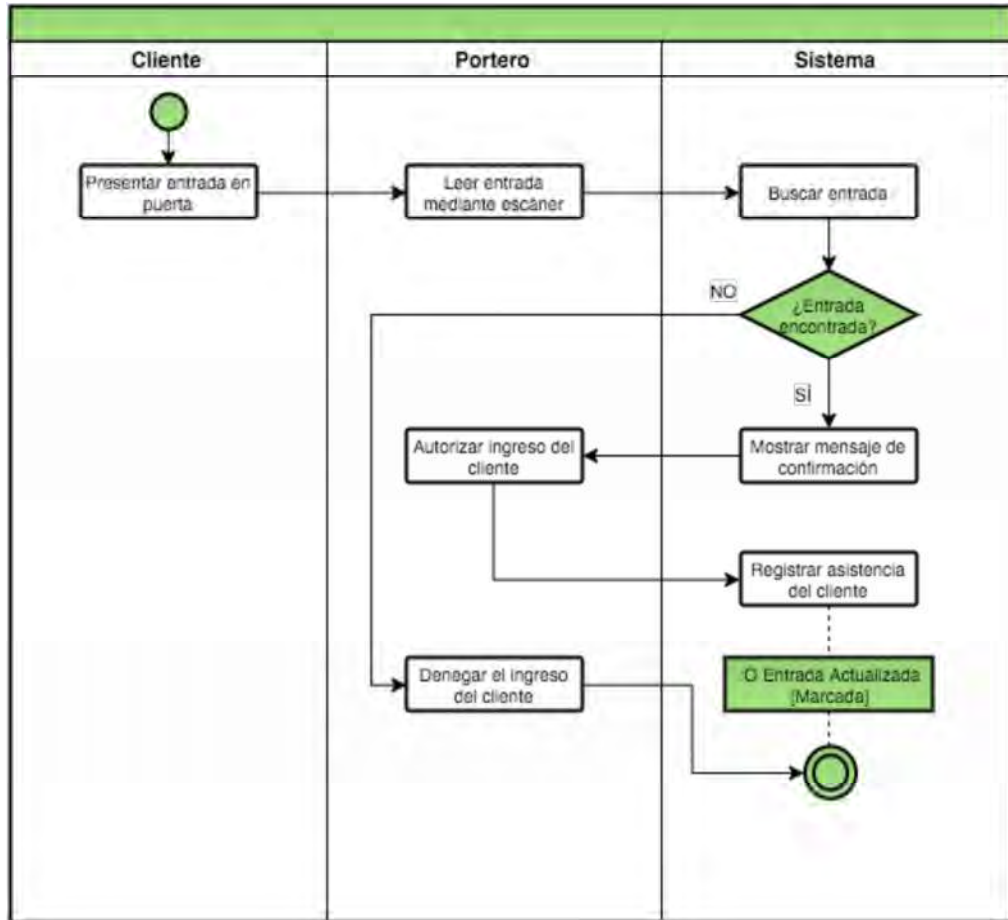 Cliente
Portero
Sistema
Presentar entrada en
puerta
Leer entrada
mediante escáner
Buscar entrada
¿Entrada
encontrada?
NO
SÍ
Autorizar ingreso del
cliente
Mostrar mensaje de
confirmación
Registrar asistencia
del cliente
Denegar el ingreso
del cliente
O Entrada Actualizada
[Marcada]